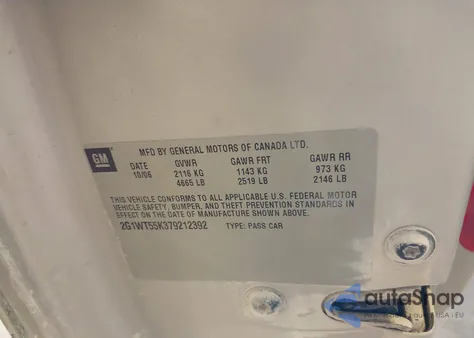 GM
MFD BY GENERAL MOTORS OF CANADA LTD.
DATE GVWR GAWR FRT GAWR RR
10/06 2116 KG 1143 KG 973 KG
4665 LB 2519 LB 2146 LB
THIS VEHICLE CONFORMS TO ALL APPLICABLE U.S. FEDERAL MOTOR
VEHICLE SAFETY, BUMPER, AND THEFT PREVENTION STANDARDS IN
EFFECT ON THE DATE OF MANUFACTURE SHOWN ABOVE.
2G1WT55K379212392 TYPE: PASS CAR
autoShap
USA i EU